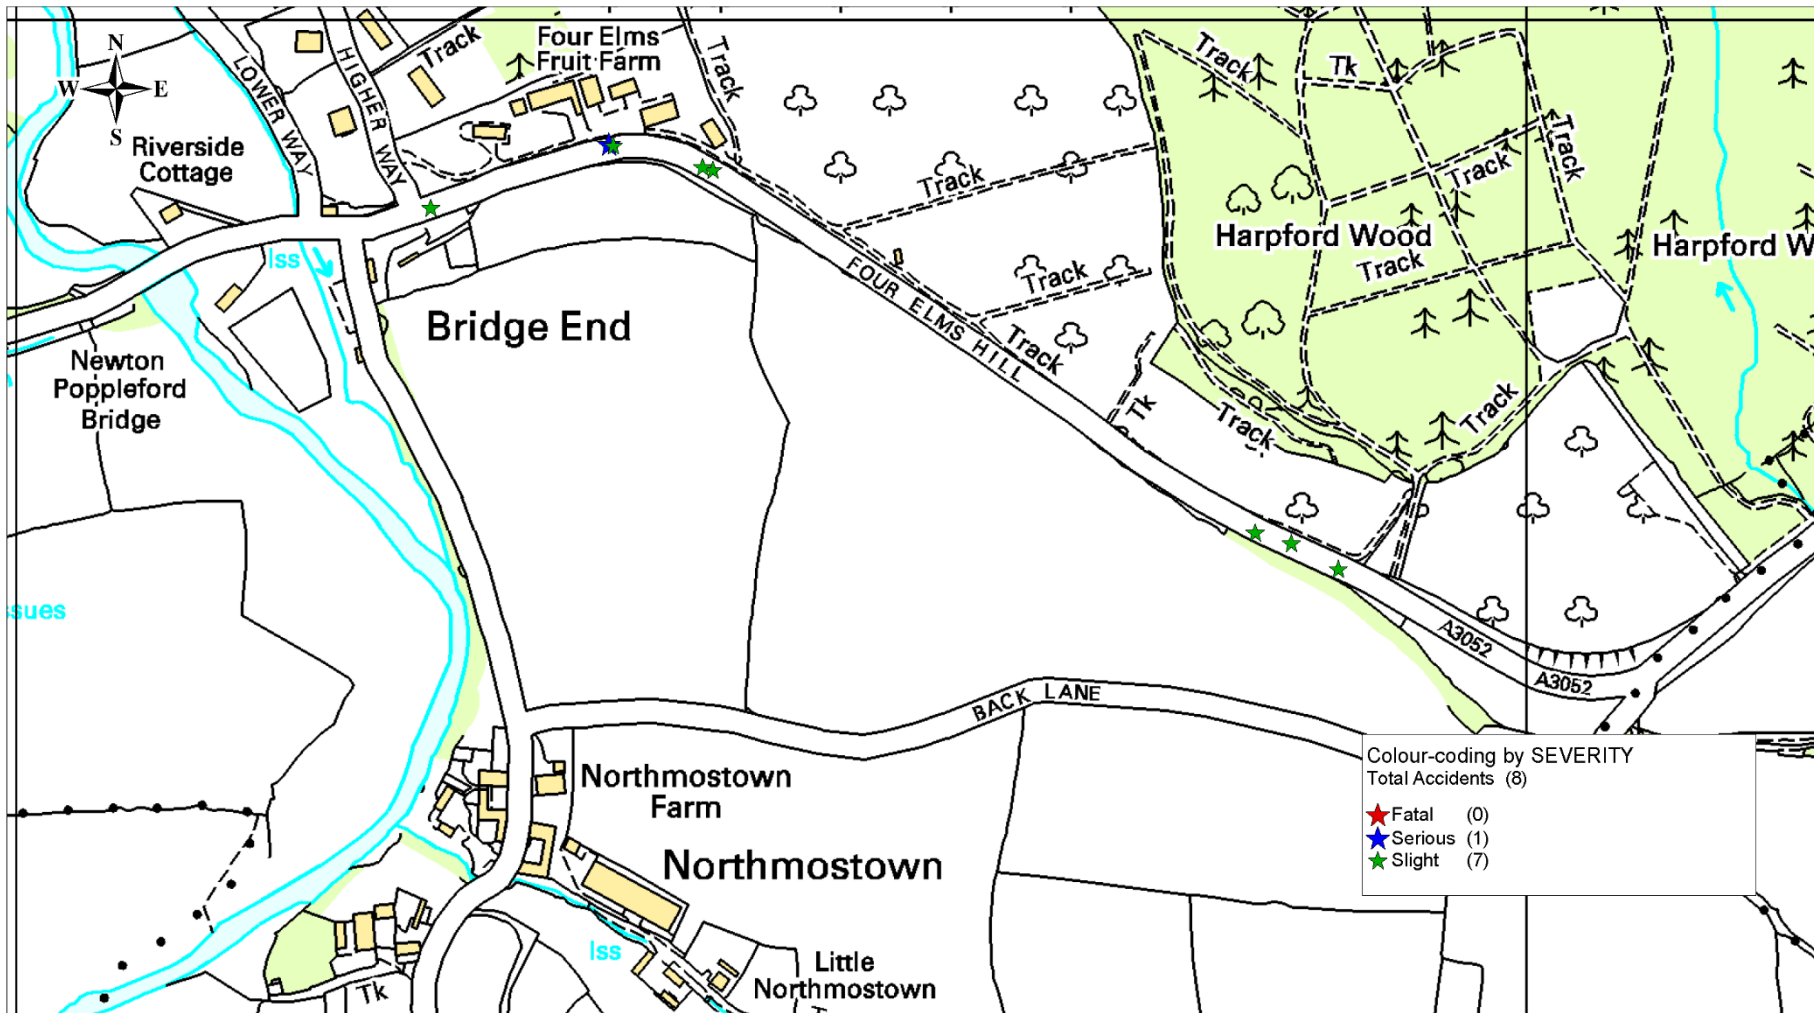 N
W
E
S
LOWER WAY
HIGHER WAY
Track
Four Elms
Fruit Farm
Track
Riverside
Cottage
Track
Tk
Track
Track
Track
Harpford Wood
Harpford W
Track
Track
Iss
FOUR ELMS HILL
Track
Bridge End
Newton
Poppleford
Bridge
Tk
Track
Track
ssues
A3052
A3052
BACK LANE
Colour-coding by SEVERITY
Total Accidents (8)
Fatal (0)
Serious (1)
Slight (7)
Northmostown
Farm
Northmostown
Iss
Little
Northmostown
Tk